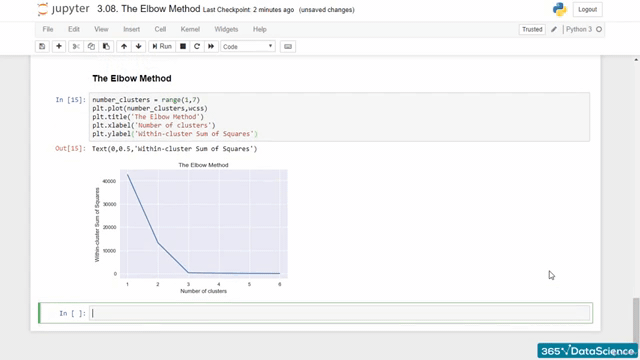 jupyter 3.08. The Elbow Method Last Checkpoint: 2 minutes ago (unsaved changes) Logout
File Edit View Insert Cell Kernel Widgets Help Trusted Python 3
Run Code
The Elbow Method
In [15]: number_clusters = range(1,7)
plt.plot(number_clusters,wcss)
plt.title('The Elbow Method')
plt.xlabel('Number of clusters')
plt.ylabel('Within-cluster Sum of Squares')
Out[15]: Text(0,0.5,'Within-cluster Sum of Squares')
The Elbow Method
Within-cluster Sum of Squares
40000
30000
20000
10000
0
1 2 3 4 5 6
Number of clusters
In [ ]:
365 DataScience